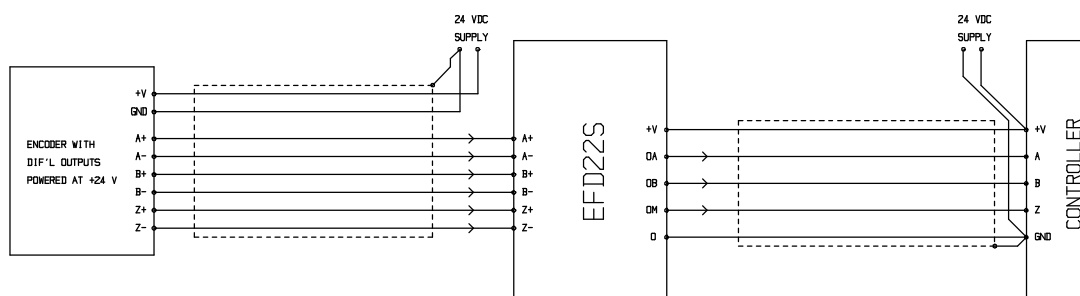 24 VDC
SUPPLY
24 VDC
SUPPLY
+V
GND
ENCODER WITH
DIF'L OUTPUTS
POWERED AT +24 V
A+
A-
B+
B-
Z+
Z-
A+
A-
B+
B-
Z+
Z-
EFD22S
+V
OA
OB
OM
O
+V
A
B
Z
GND
CONTROLLER